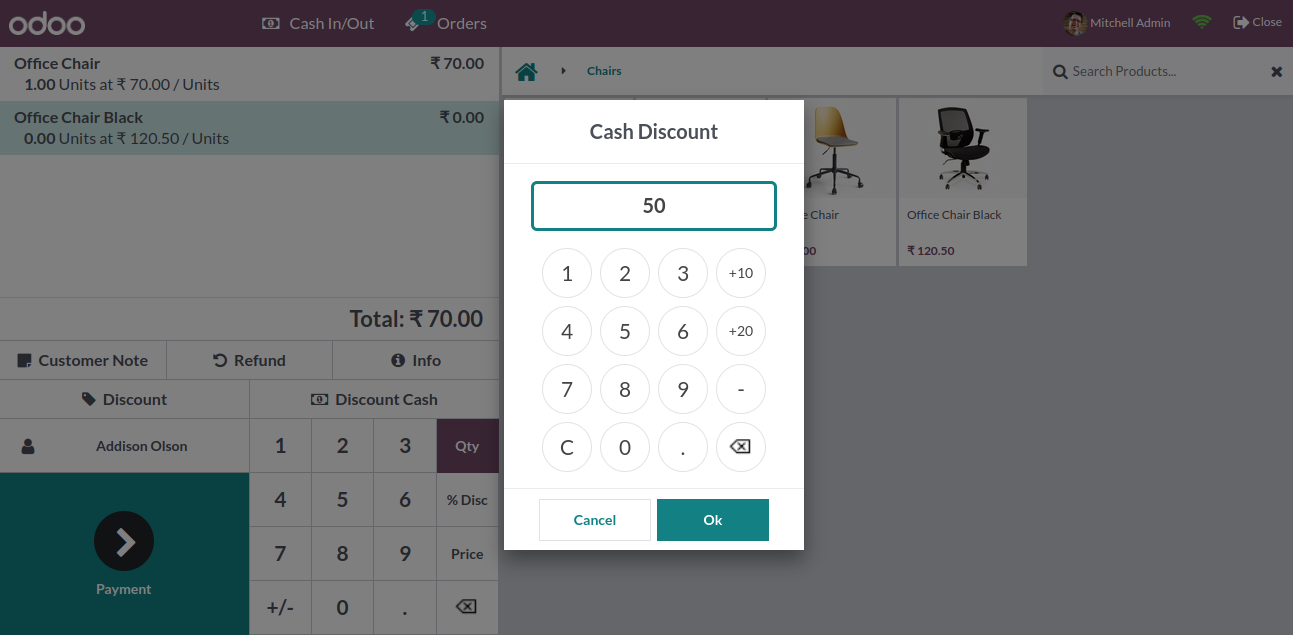 odoo
Cash In/Out
1
Orders
Mitchell Admin
Close
Office Chair ₹ 70.00
1.00 Units at ₹ 70.00 / Units
Office Chair Black ₹ 0.00
0.00 Units at ₹ 120.50 / Units
Total: ₹ 70.00
Customer Note
Refund
Info
Discount
Discount Cash
Addison Olson
1 2 3 Qty
4 5 6 % Disc
7 8 9 Price
+/- 0 .
Payment
Chairs
Search Products...
Chair
00
Office Chair Black
₹ 120.50
Cash Discount
50
1 2 3 +10
4 5 6 +20
7 8 9 -
C 0 .
Cancel
Ok